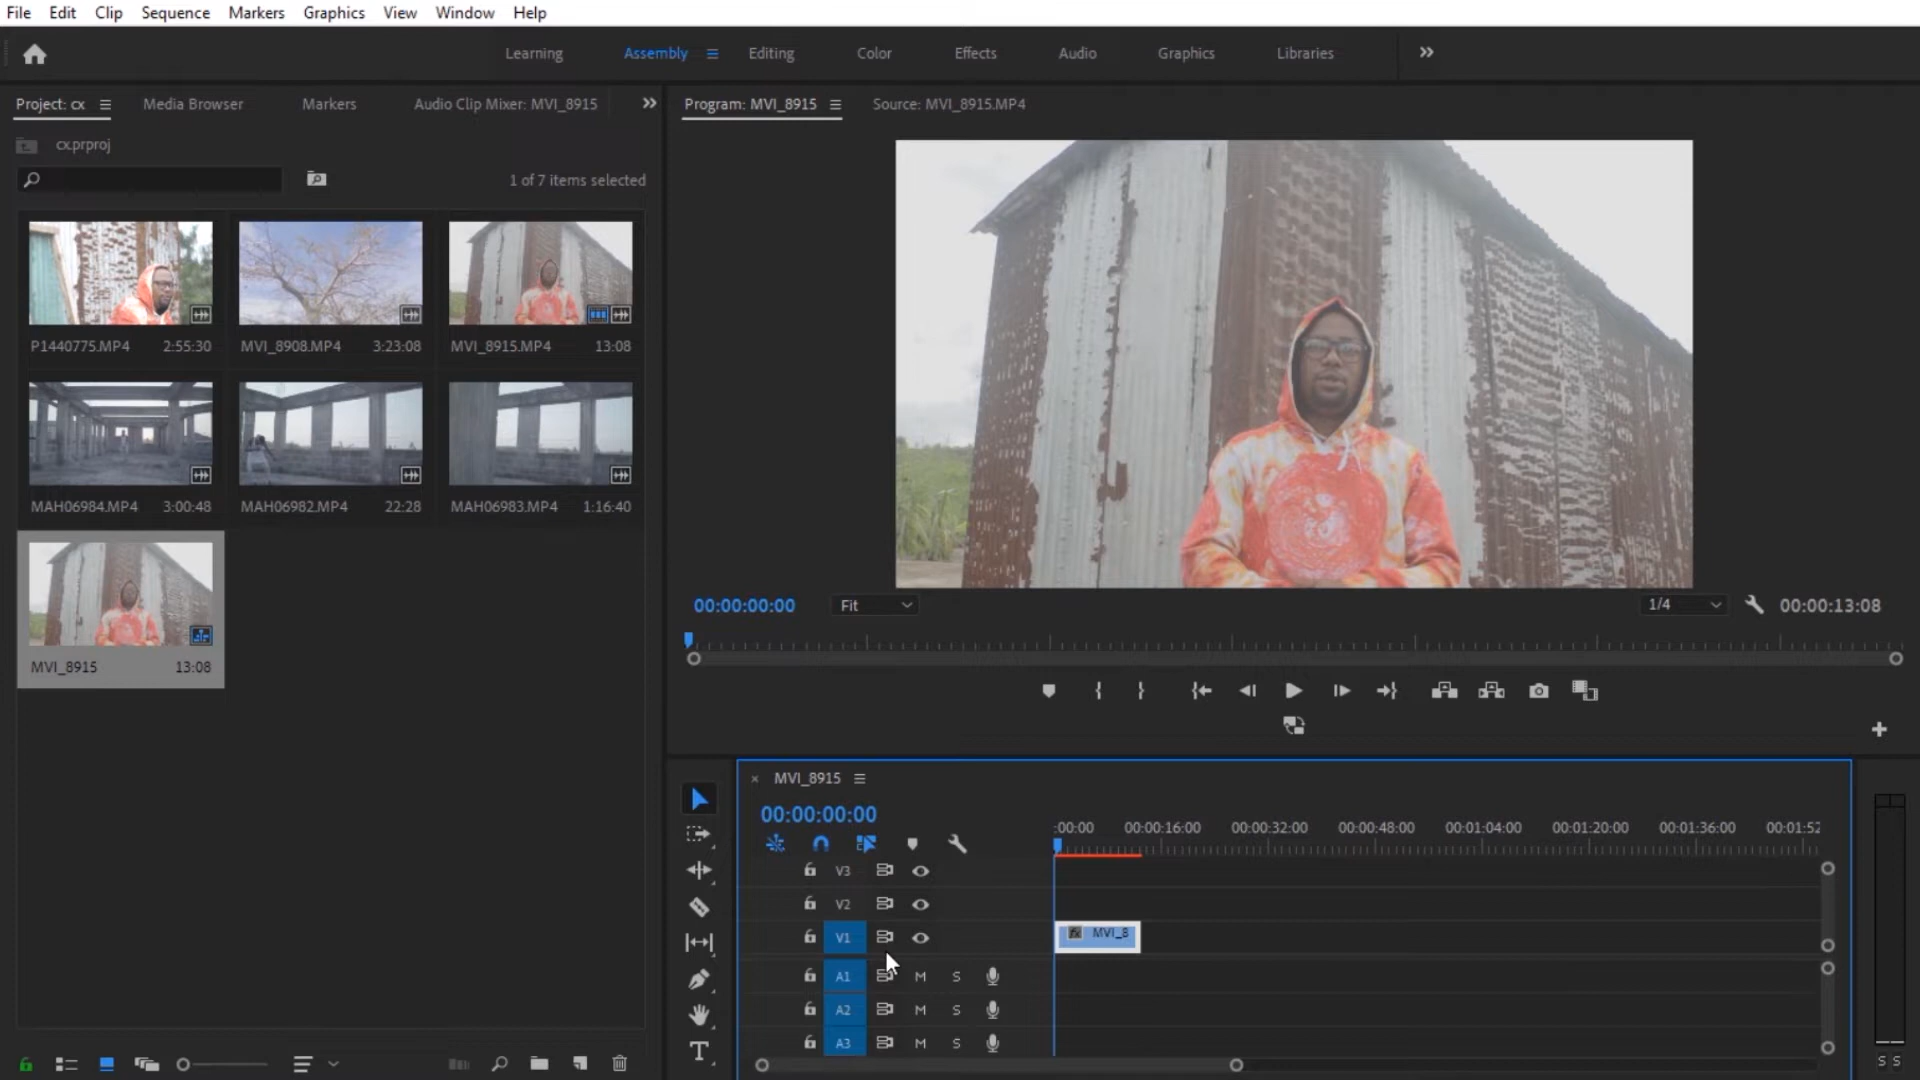 File Edit Clip Sequence Markers Graphics View Window Help
Learning Assembly Editing Color Effects Audio Graphics Libraries
Project: cx Media Browser Markers Audio Clip Mixer: MVI_8915
Program: MVI_8915 Source: MVI_8915.MP4
cx.prproj
1 of 7 items selected
P1440775.MP4 2:55:30 MVI_8908.MP4 3:23:08 MVI_8915.MP4 13:08
MAH06984.MP4 3:00:48 MAH06982.MP4 22:28 MAH06983.MP4 1:16:40
MVI_8915 13:08
00:00:00:00 Fit 1/4 00:00:13:08
MVI_8915
00:00:00:00
:00:00 00:00:16:00 00:00:32:00 00:00:48:00 00:01:04:00 00:01:20:00 00:01:36:00 00:01:52
V3
V2
V1 fx MVI_8
A1 M S
A2 M S
A3 M S
T
S S